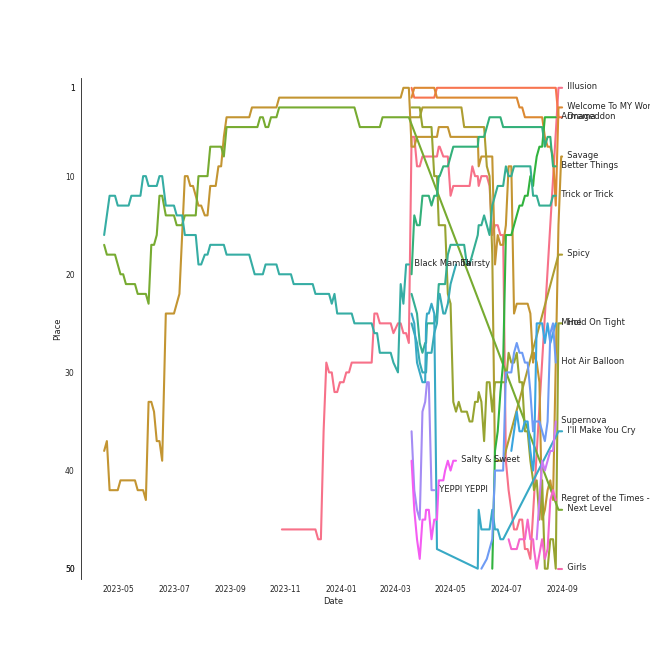 1
10
20
30
40
50
Place
2023-05
2023-07
2023-09
2023-11
2024-01
2024-03
2024-05
2024-07
2024-09
Date
Illusion
Welcome To MY Wor
Drama
Savage
Better Things
Trick or Trick
Black Mamba
Thirsty
Spicy
Hold On Tight
Hot Air Balloon
Supernova
I'll Make You Cry
Salty & Sweet
YEPPI YEPPI
Regret of the Times -
Next Level
Girls